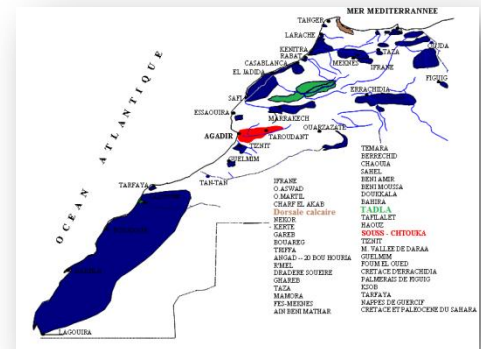 MER MEDITERRANNEE
TANGER
LARACHE
KENITRA
RABAT
CASABLANCA
EL JADIDA
MEKNES
TAZA
OUJDA
IFRANE
FIGUIG
SAFI
ERRACHIDIA
ESSAOUIRA
MARRAKECH
AGADIR
OUARZAZATE
TAROUDANT
TIZNIT
GUELMIM
TAN-TAN
TARFAYA
LAGOUIRA
OCEAN ATLANTIQUE
IFRANE
O.ASWAD
O.MARTIL
CHARF EL AKAB
Dorsale calcaire
NEKOR
KERTE
GAREB
BOUAREG
TRIFFA
ANGAD -- 20 BOU HOURIA
R'MEL
DRADERE SOUEIRE
GHAREB
TAZA
MAMORA
FES-MEKNES
AIN BENI MATHAR
TEMARA
BERRECHID
CHAOUIA
SAHEL
BENI AMIR
BENI MOUSSA
DOUKKALA
BAHIRA
TADLA
TAFILALET
HAOUZ
SOUSS - CHTOUKA
TIZNIT
M. VALLEE DE DARAA
GUELMIM
FOUM EL OUED
CRETACE D'ERRACHIDIA
PALMERAIS DE FIGUIG
KSOB
TARFAYA
NAPPES DE GUERCIF
CRETACE ET PALEOCENE DU SAHARA